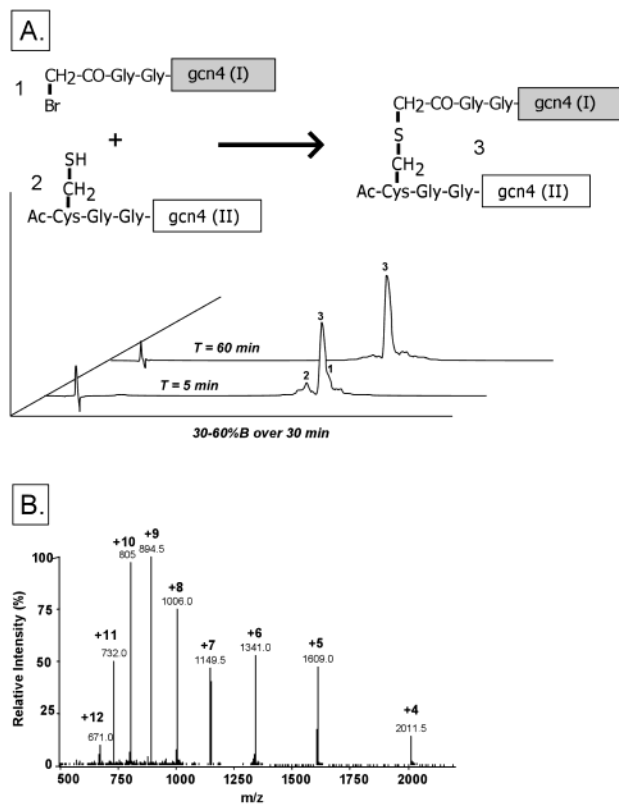 A.
1
CH2-CO-Gly-Gly- gcn4 (I)
Br
+
SH
2
CH2
Ac-Cys-Gly-Gly- gcn4 (II)
CH2-CO-Gly-Gly- gcn4 (I)
S
3
CH2
Ac-Cys-Gly-Gly- gcn4 (II)
3
T = 60 min
3
2
1
T = 5 min
30-60%B over 30 min
B.
Relative Intensity (%)
100
75
50
25
0
+12
671.0
+11
732.0
+10
805
+9
894.5
+8
1006.0
+7
1149.5
+6
1341.0
+5
1609.0
+4
2011.5
500 750 1000 1250 1500 1750 2000
m/z